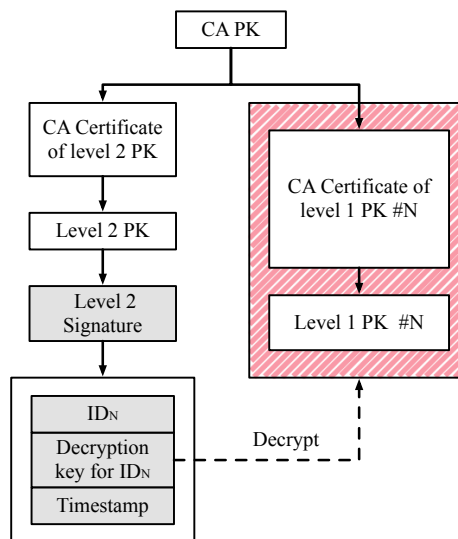 CA PK
CA Certificate
of level 2 PK
Level 2 PK
Level 2
Signature
IDN
Decryption
key for IDN
Timestamp
Decrypt
CA Certificate of
level 1 PK #N
Level 1 PK #N